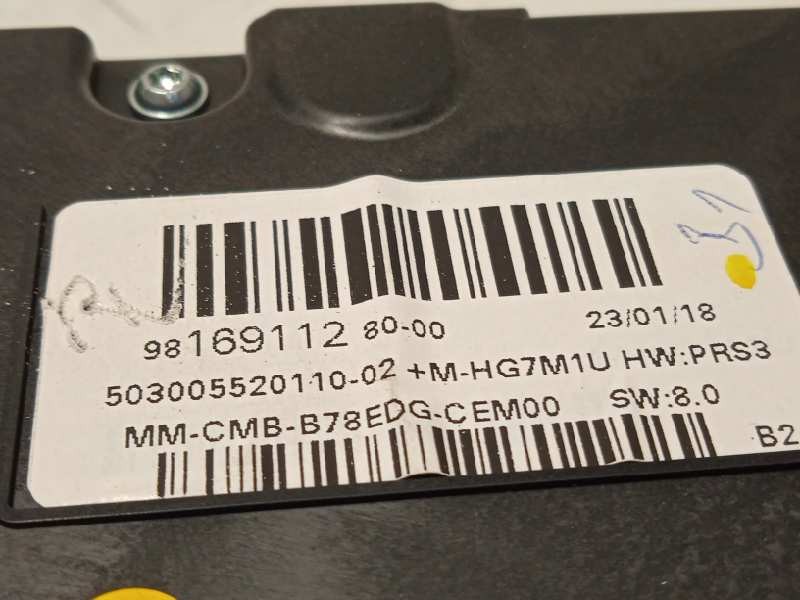 98169112 80-00 23/01/18
503005520110-02 +M-HG7M1U HW:PRS3
MM-CMB-B78EDG-CEM00 SW:8.0
B2